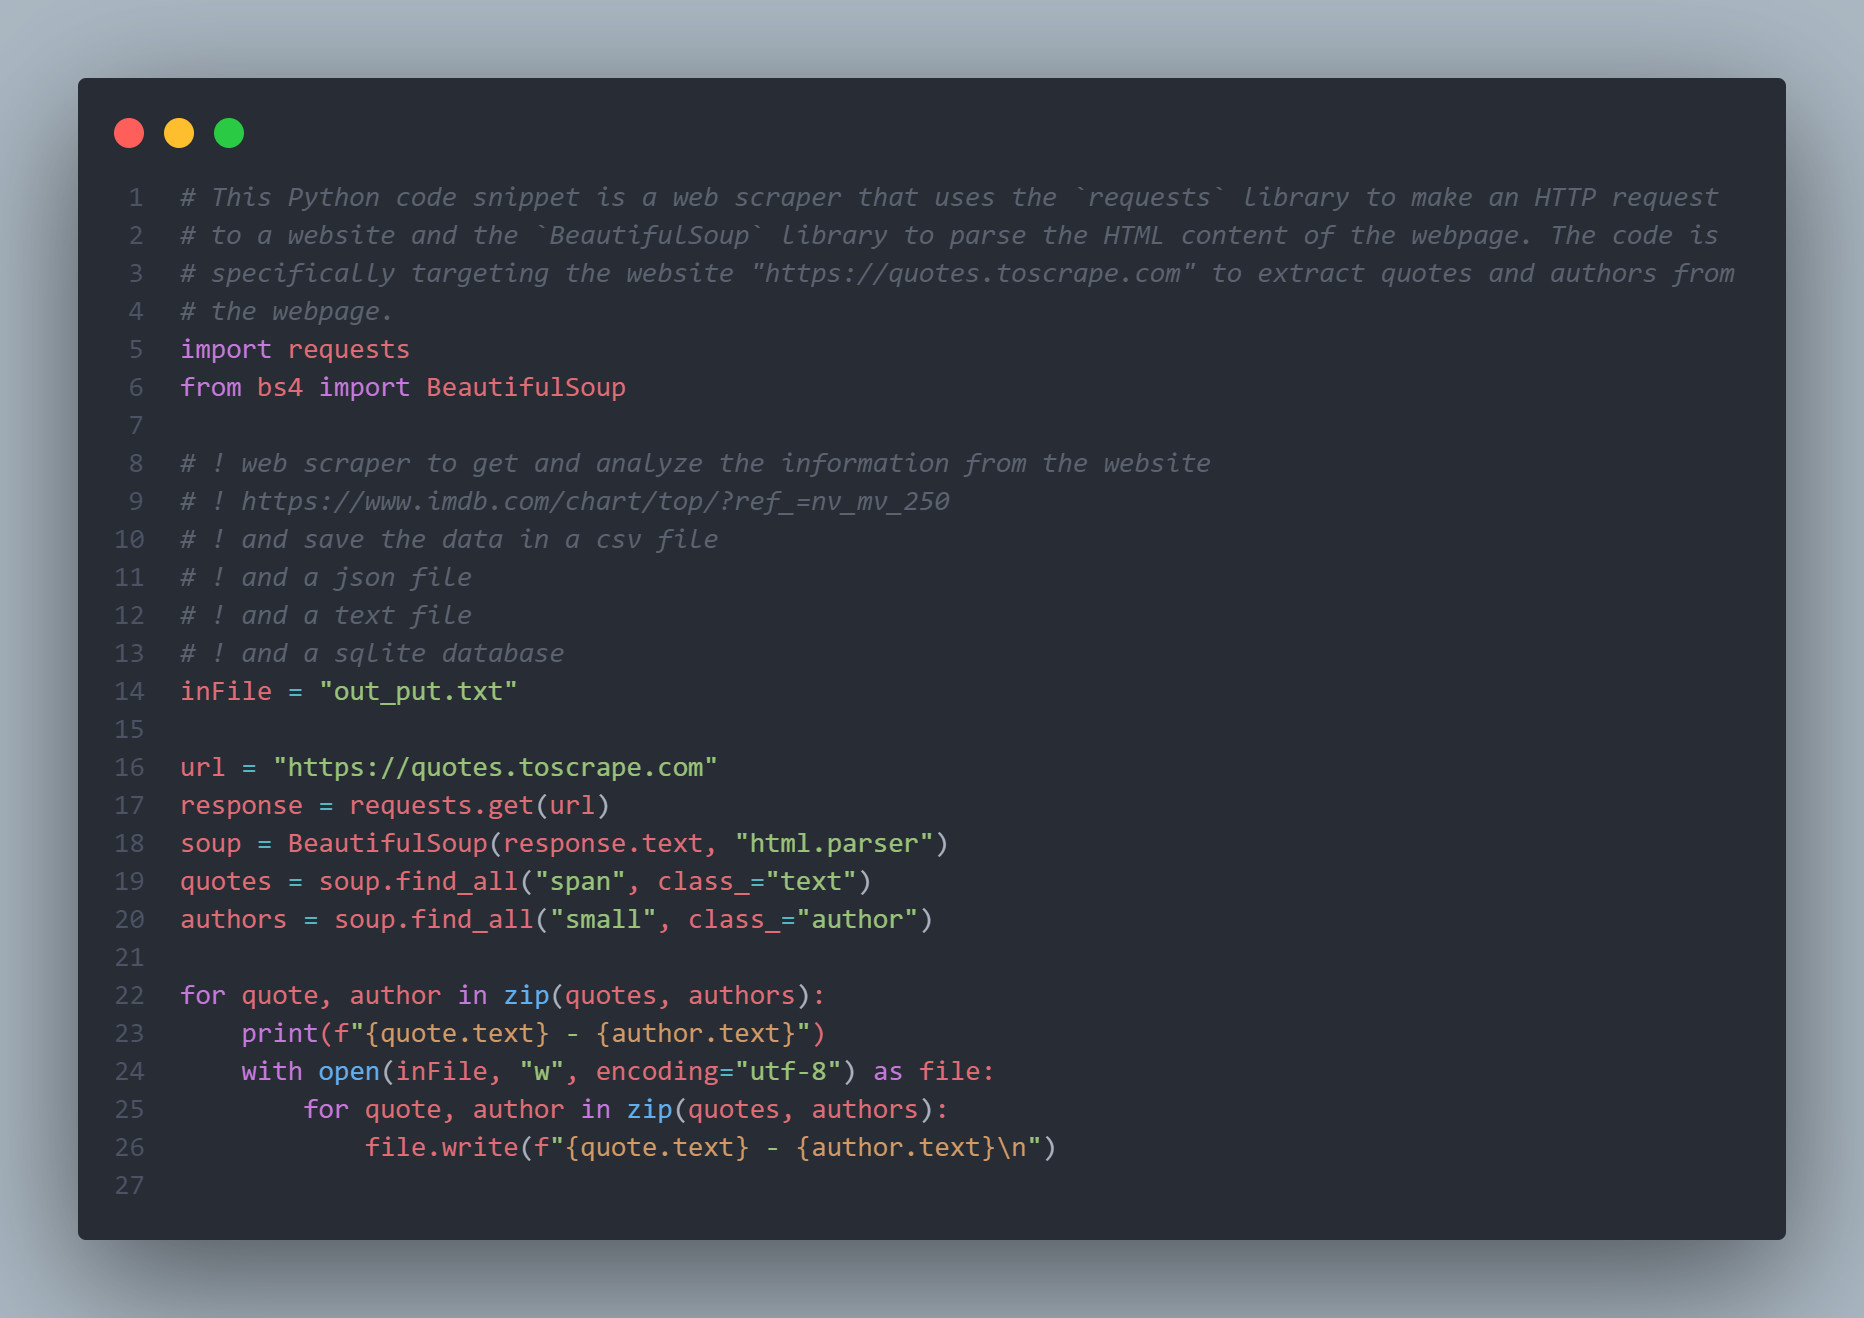 1 # This Python code snippet is a web scraper that uses the `requests` library to make an HTTP request
2 # to a website and the `BeautifulSoup` library to parse the HTML content of the webpage. The code is
3 # specifically targeting the website "https://quotes.toscrape.com" to extract quotes and authors from
4 # the webpage.
5 import requests
6 from bs4 import BeautifulSoup
7
8 # ! web scraper to get and analyze the information from the website
9 # ! https://www.imdb.com/chart/top/?ref_=nv_mv_250
10 # ! and save the data in a csv file
11 # ! and a json file
12 # ! and a text file
13 # ! and a sqlite database
14 inFile = "out_put.txt"
15
16 url = "https://quotes.toscrape.com"
17 response = requests.get(url)
18 soup = BeautifulSoup(response.text, "html.parser")
19 quotes = soup.find_all("span", class_="text")
20 authors = soup.find_all("small", class_="author")
21
22 for quote, author in zip(quotes, authors):
23     print(f"{quote.text} - {author.text}")
24     with open(inFile, "w", encoding="utf-8") as file:
25         for quote, author in zip(quotes, authors):
26             file.write(f"{quote.text} - {author.text}\n")
27